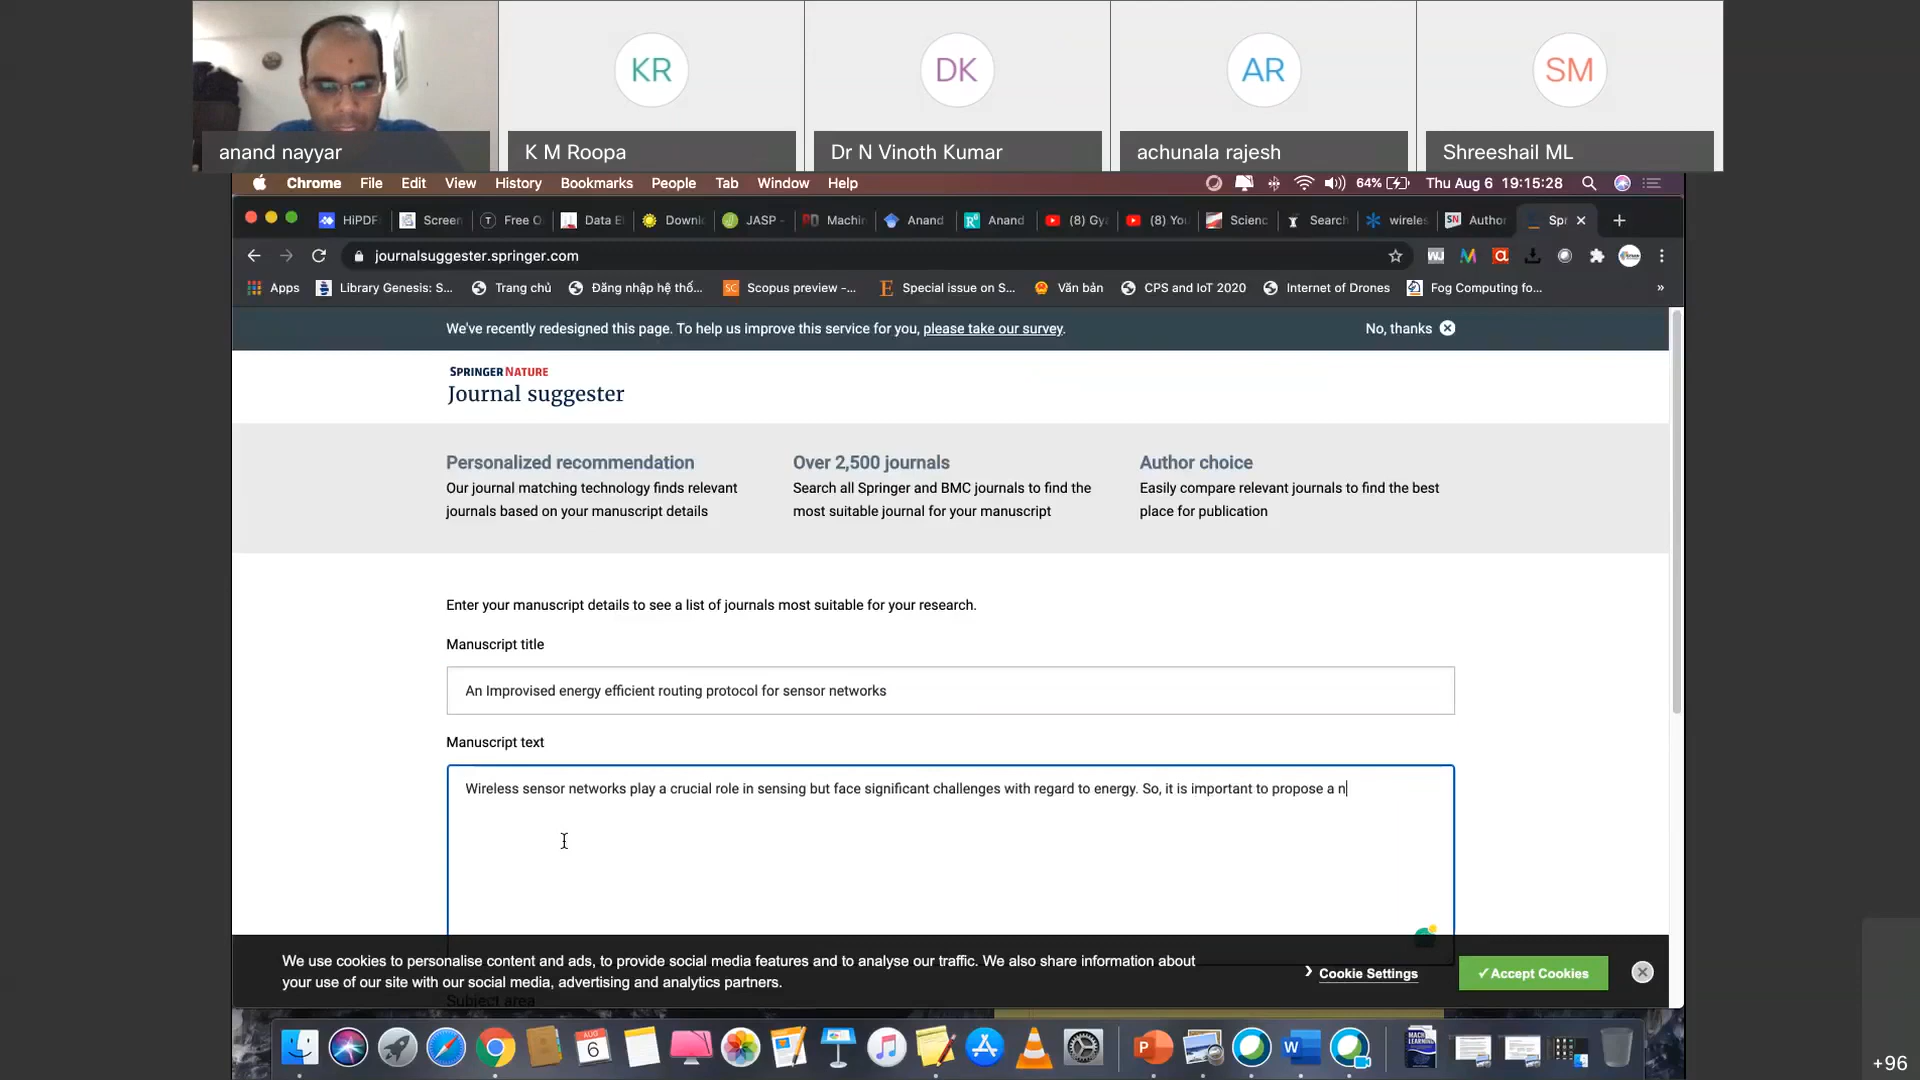 KR
DK
AR
SM
anand nayyar
K M Roopa
Dr N Vinoth Kumar
achunala rajesh
Shreeshail ML
Chrome File Edit View History Bookmarks People Tab Window Help
64% Thu Aug 6 19:15:28
HiPDF Screen Free O Data E Downl JASP - Machi Anand Anand (8) Gy (8) You Scienc Search wireles Author Spr
journalsuggester.springer.com
Apps Library Genesis: S... Trang chủ Đăng nhập hệ thố... Scopus preview -... Special issue on S... Văn bản CPS and IoT 2020 Internet of Drones Fog Computing fo... »
We've recently redesigned this page. To help us improve this service for you, please take our survey.
No, thanks
SPRINGER NATURE
Journal suggester
Personalized recommendation
Our journal matching technology finds relevant
journals based on your manuscript details
Over 2,500 journals
Search all Springer and BMC journals to find the
most suitable journal for your manuscript
Author choice
Easily compare relevant journals to find the best
place for publication
Enter your manuscript details to see a list of journals most suitable for your research.
Manuscript title
An Improvised energy efficient routing protocol for sensor networks
Manuscript text
Wireless sensor networks play a crucial role in sensing but face significant challenges with regard to energy. So, it is important to propose a n
We use cookies to personalise content and ads, to provide social media features and to analyse our traffic. We also share information about
your use of our site with our social media, advertising and analytics partners.
Cookie Settings
✓Accept Cookies
Subject area
AUG
6
+96